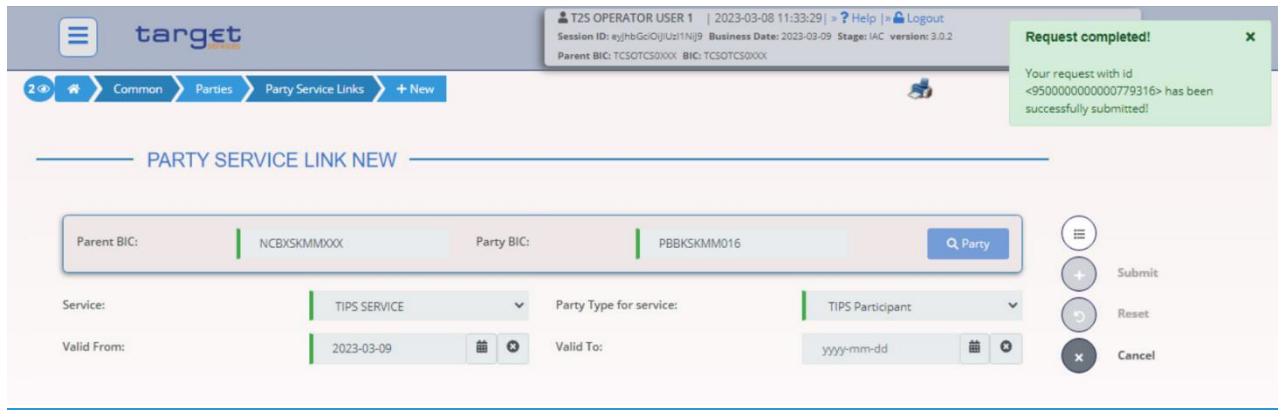 target
services
T2S OPERATOR USER 1 | 2023-03-08 11:33:29| » ? Help |» Logout
Session ID: eyJhbGciOiJIUzI1NiJ9 Business Date: 2023-03-09 Stage: IAC version: 3.0.2
Parent BIC: TCSOTCS0XXX BIC: TCSOTCS0XXX
Request completed! x
Your request with id
<9500000000000779316> has been
successfully submitted!
2 Common Parties Party Service Links + New
PARTY SERVICE LINK NEW
Parent BIC: NCBXSKMMXXX Party BIC: PBBKSKMM016 Party
Submit
Service: TIPS SERVICE Party Type for service: TIPS Participant
Reset
Valid From: 2023-03-09 Valid To: yyyy-mm-dd
Cancel